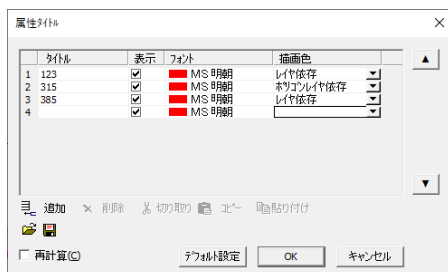 属性ﾀｲﾄﾙ
ﾀｲﾄﾙ 表示 ﾌｫﾝﾄ 描画色
1 123 MS 明朝 ﾚｲﾔ依存
2 315 MS 明朝 ﾎﾟﾘｺﾞﾝﾚｲﾔ依存
3 385 MS 明朝 ﾚｲﾔ依存
4 MS 明朝
追加 削除 切り取り ｺﾋﾟｰ 貼り付け
再計算(C) ﾃﾞﾌｫﾙﾄ設定 OK ｷｬﾝｾﾙ